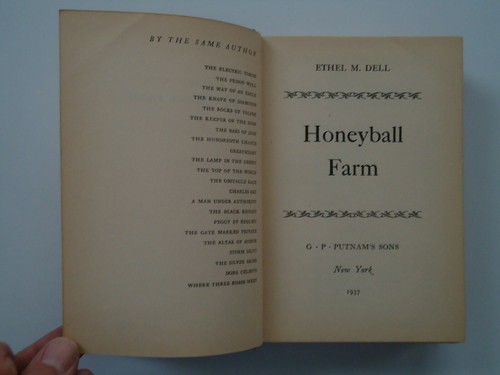 BY THE SAME AUTHOR
THE ELECTRIC TORCH
THE PRISON WALL
THE WAY OF AN EAGLE
THE KNAVE OF DIAMONDS
THE ROCKS OF VALPRÉ
THE KEEPER OF THE DOOR
THE BARS OF IRON
THE HUNDREDTH CHANCE
GREATHEART
THE LAMP IN THE DESERT
THE TOP OF THE WORLD
THE OBSTACLE RACE
CHARLES REX
A MAN UNDER AUTHORITY
THE BLACK KNIGHT
PEGGY BY REQUEST
THE GATE MARKED PRIVATE
THE ALTAR OF HONOR
STORM DRIFT
THE SILVER BRIDE
DONA CELESTIS
WHERE THREE ROADS MEET
ETHEL M. DELL
Honeyball
Farm
G · P · PUTNAM'S SONS
New York
1937